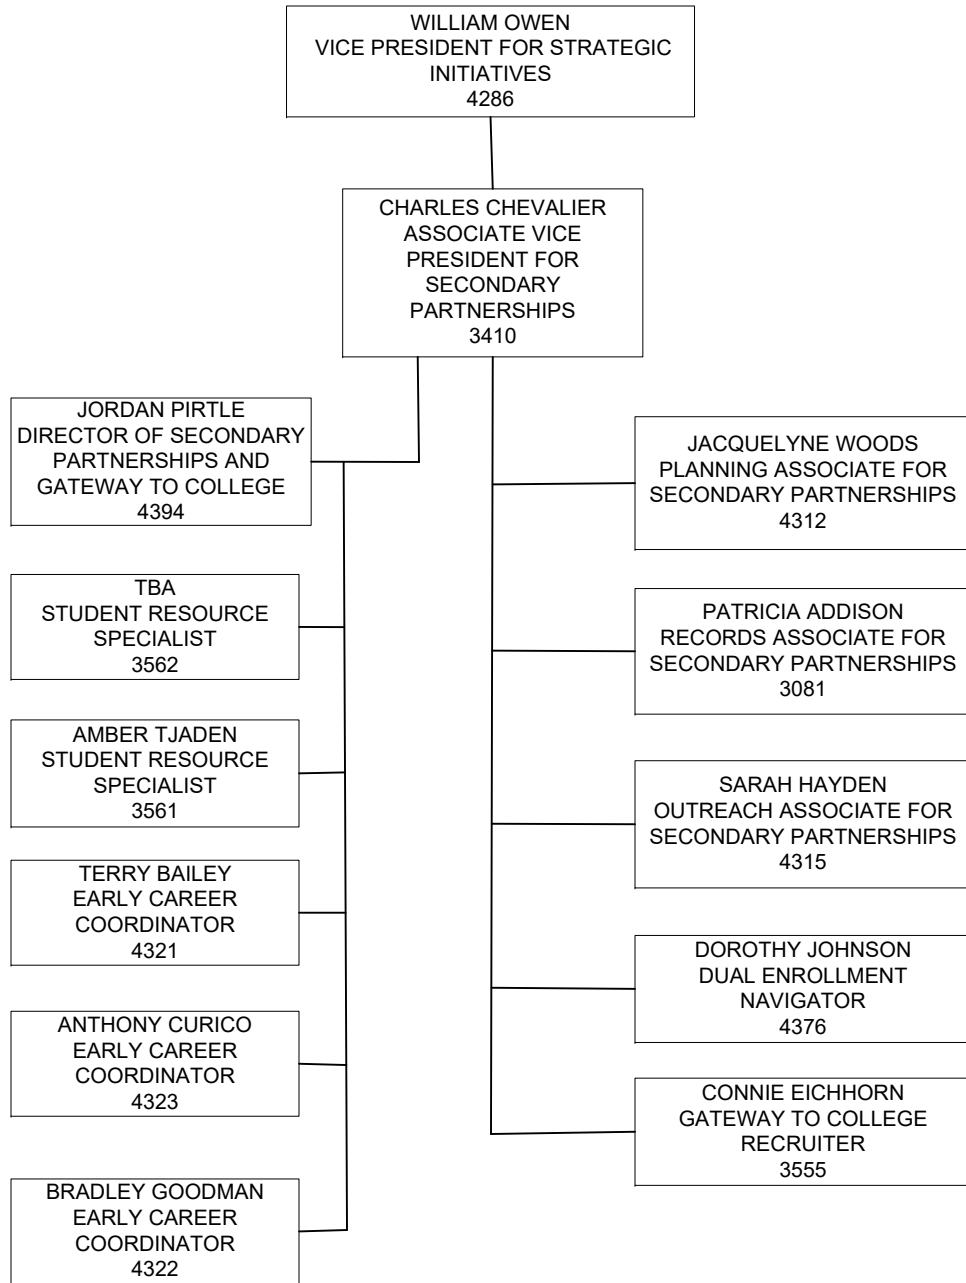 WILLIAM OWEN
VICE PRESIDENT FOR STRATEGIC
INITIATIVES
4286
CHARLES CHEVALIER
ASSOCIATE VICE
PRESIDENT FOR
SECONDARY
PARTNERSHIPS
3410
JORDAN PIRTLE
DIRECTOR OF SECONDARY
PARTNERSHIPS AND
GATEWAY TO COLLEGE
4394
TBA
STUDENT RESOURCE
SPECIALIST
3562
AMBER TJADEN
STUDENT RESOURCE
SPECIALIST
3561
TERRY BAILEY
EARLY CAREER
COORDINATOR
4321
ANTHONY CURICO
EARLY CAREER
COORDINATOR
4323
BRADLEY GOODMAN
EARLY CAREER
COORDINATOR
4322
JACQUELYNE WOODS
PLANNING ASSOCIATE FOR
SECONDARY PARTNERSHIPS
4312
PATRICIA ADDISON
RECORDS ASSOCIATE FOR
SECONDARY PARTNERSHIPS
3081
SARAH HAYDEN
OUTREACH ASSOCIATE FOR
SECONDARY PARTNERSHIPS
4315
DOROTHY JOHNSON
DUAL ENROLLMENT
NAVIGATOR
4376
CONNIE EICHHORN
GATEWAY TO COLLEGE
RECRUITER
3555